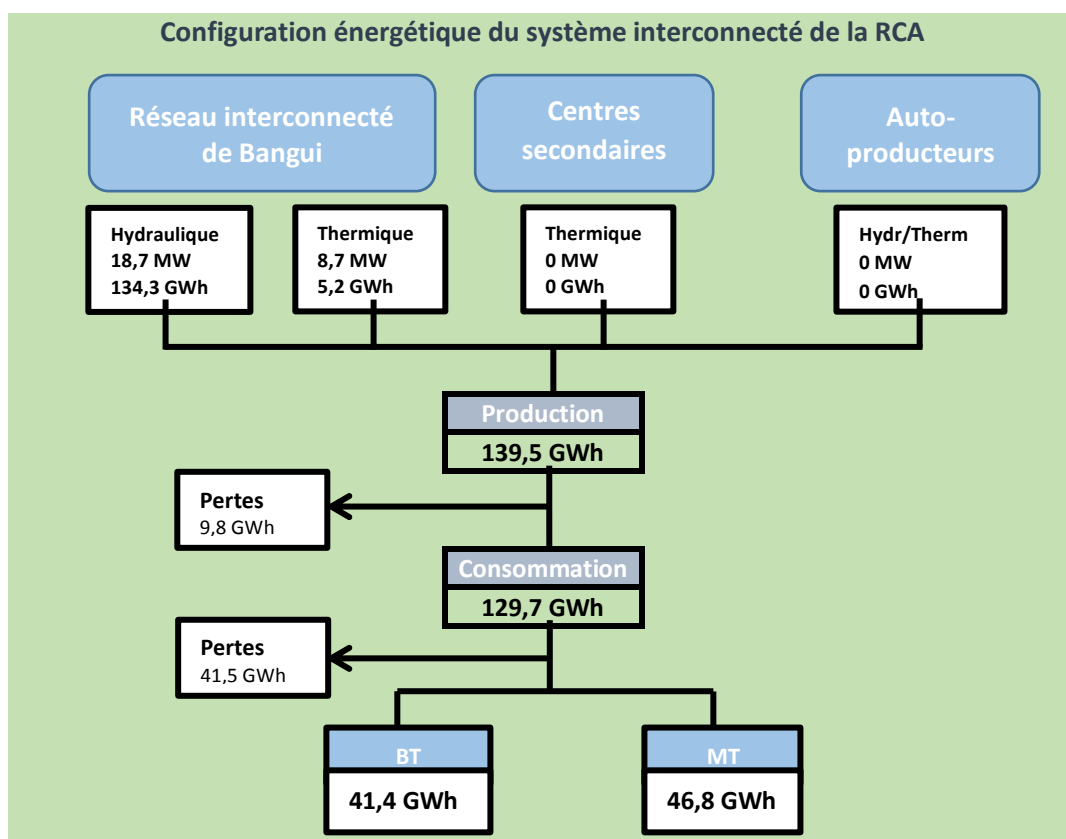 Configuration énergétique du système interconnecté de la RCA
Réseau interconnecté
de Bangui
Centres
secondaires
Auto-
producteurs
Hydraulique
18,7 MW
134,3 GWh
Thermique
8,7 MW
5,2 GWh
Thermique
0 MW
0 GWh
Hydr/Therm
0 MW
0 GWh
Production
139,5 GWh
Pertes
9,8 GWh
Consommation
129,7 GWh
Pertes
41,5 GWh
BT
41,4 GWh
MT
46,8 GWh